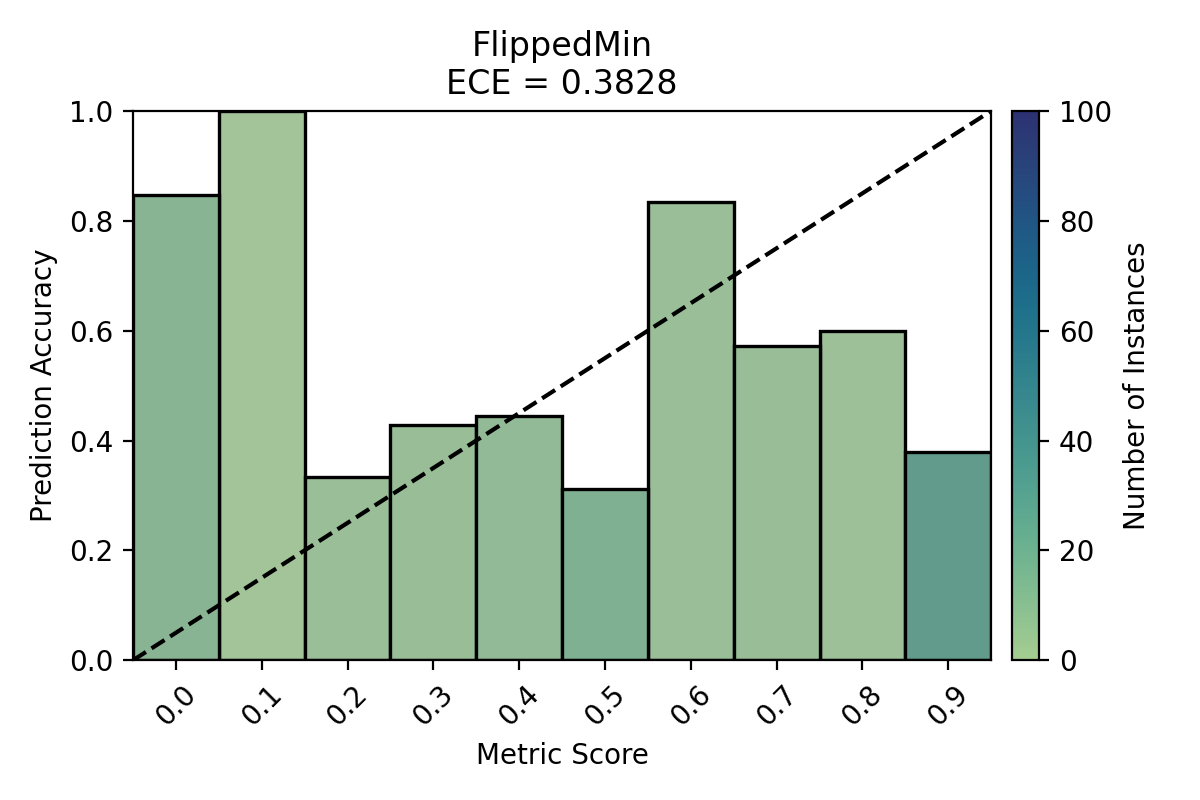 FlippedMin
ECE = 0.3828
1.0
0.8
0.6
0.4
0.2
0.0
Prediction Accuracy
0.0 0.1 0.2 0.3 0.4 0.5 0.6 0.7 0.8 0.9
Metric Score
100
80
60
40
20
0
Number of Instances